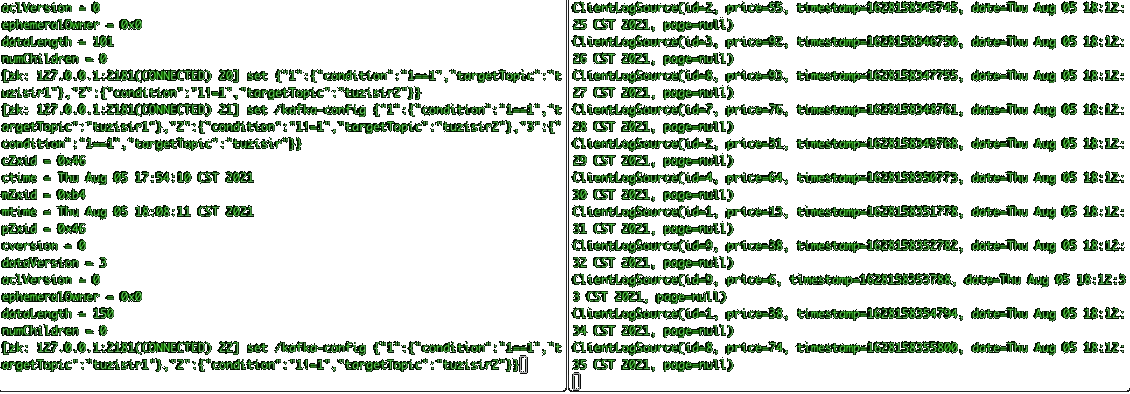 aclVersion = 0
ephemeralOwner = 0x0
dataLength = 101
numChildren = 0
[zk: 127.0.0.1:2181(CONNECTED) 20] set {"1":{"condition":"1==1","targetTopic":"t
uzisir1"},"2":{"condition":"1!=1","targetTopic":"tuzisir2"}}
[zk: 127.0.0.1:2181(CONNECTED) 21] set /kafka-config {"1":{"condition":"1==1","t
argetTopic":"tuzisir1"},"2":{"condition":"1!=1","targetTopic":"tuzisir2"},"3":{"
condition":"1==1","targetTopic":"tuzisir"}}
cZxid = 0x46
ctime = Thu Aug 05 17:54:10 CST 2021
mZxid = 0xb4
mtime = Thu Aug 05 18:08:11 CST 2021
pZxid = 0x46
cversion = 0
dataVersion = 3
aclVersion = 0
ephemeralOwner = 0x0
dataLength = 150
numChildren = 0
[zk: 127.0.0.1:2181(CONNECTED) 22] set /kafka-config {"1":{"condition":"1==1","t
argetTopic":"tuzisir1"},"2":{"condition":"1!=1","targetTopic":"tuzisir2"}}
ClientLogSource(id=2, price=55, timestamp=1628158345745, date=Thu Aug 05 18:12:
25 CST 2021, page=null)
ClientLogSource(id=3, price=92, timestamp=1628158346750, date=Thu Aug 05 18:12:
26 CST 2021, page=null)
ClientLogSource(id=8, price=93, timestamp=1628158347755, date=Thu Aug 05 18:12:
27 CST 2021, page=null)
ClientLogSource(id=7, price=76, timestamp=1628158348761, date=Thu Aug 05 18:12:
28 CST 2021, page=null)
ClientLogSource(id=2, price=81, timestamp=1628158349768, date=Thu Aug 05 18:12:
29 CST 2021, page=null)
ClientLogSource(id=4, price=64, timestamp=1628158350773, date=Thu Aug 05 18:12:
30 CST 2021, page=null)
ClientLogSource(id=1, price=13, timestamp=1628158351778, date=Thu Aug 05 18:12:
31 CST 2021, page=null)
ClientLogSource(id=9, price=98, timestamp=1628158352782, date=Thu Aug 05 18:12:
32 CST 2021, page=null)
ClientLogSource(id=9, price=6, timestamp=1628158353788, date=Thu Aug 05 18:12:3
3 CST 2021, page=null)
ClientLogSource(id=1, price=38, timestamp=1628158354794, date=Thu Aug 05 18:12:
34 CST 2021, page=null)
ClientLogSource(id=8, price=74, timestamp=1628158355800, date=Thu Aug 05 18:12:
35 CST 2021, page=null)